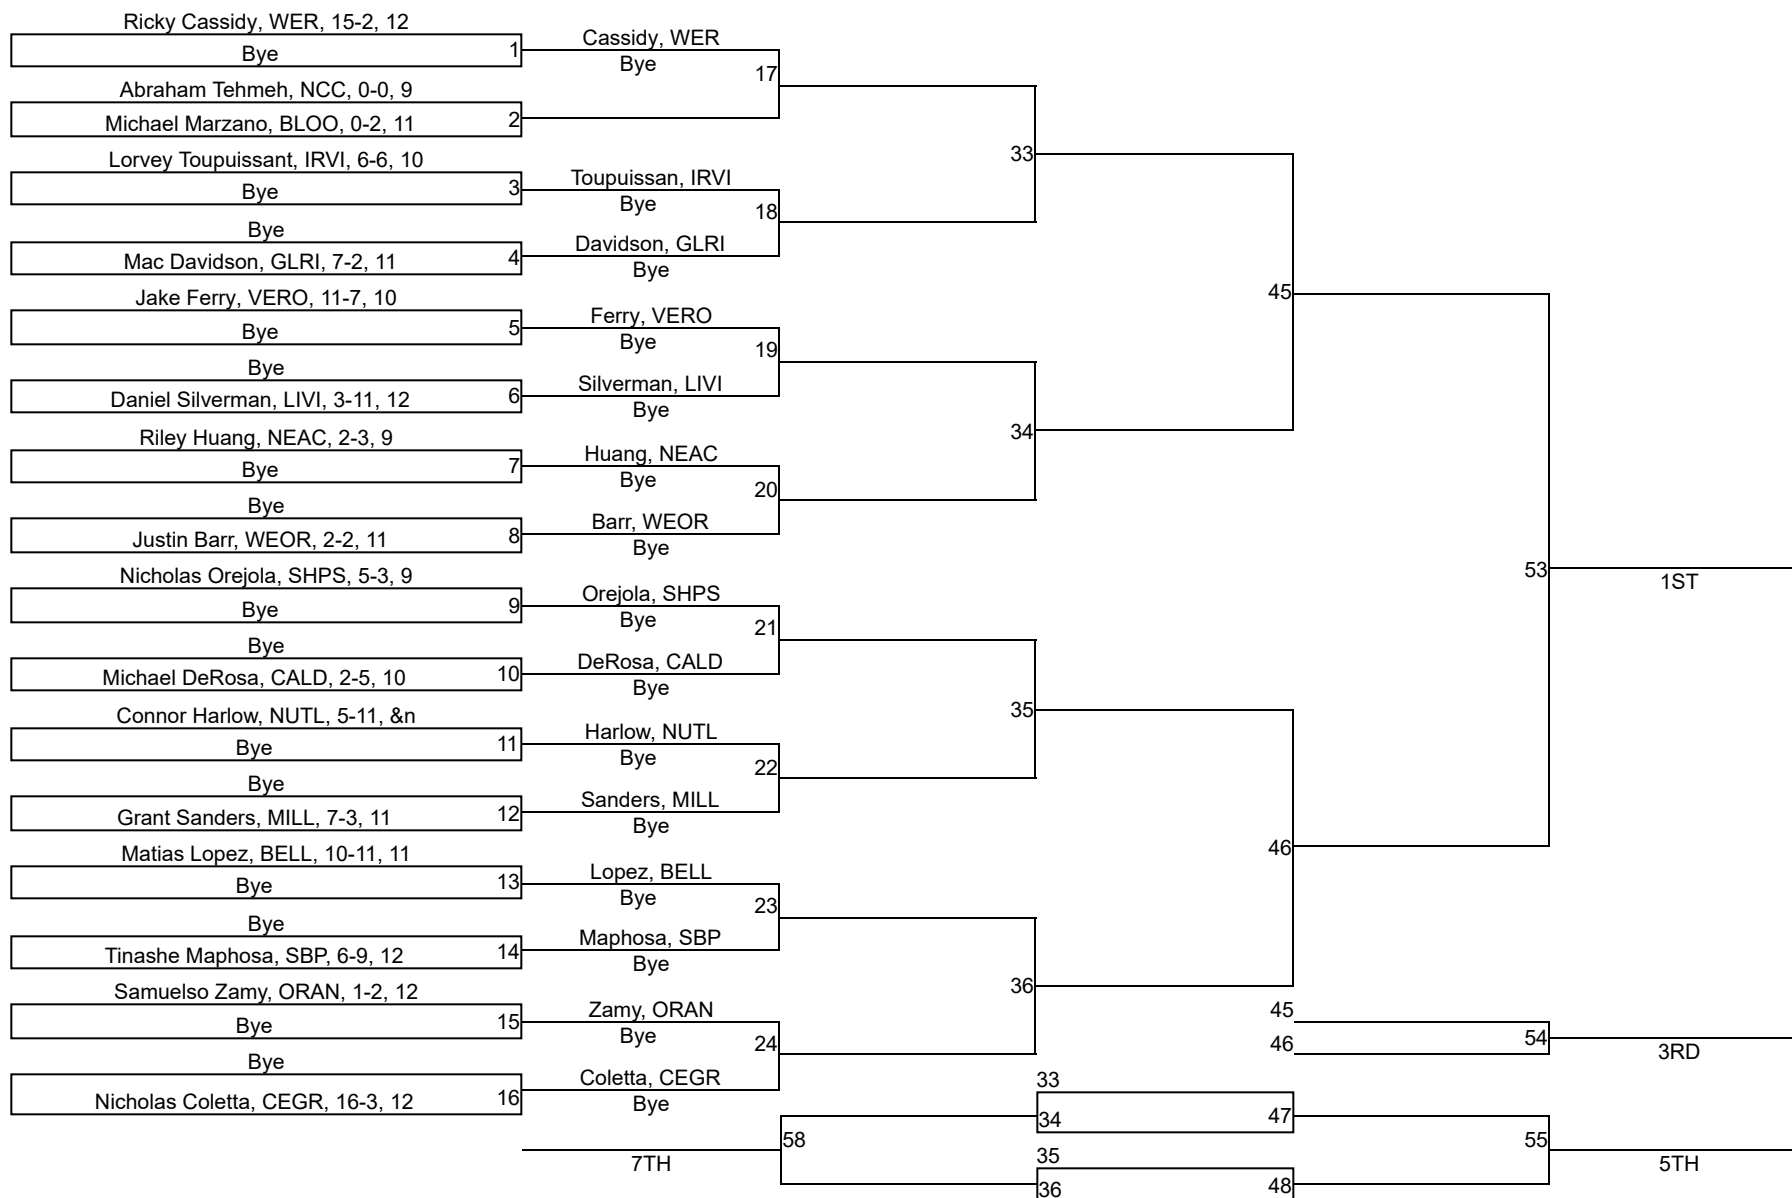 Ricky Cassidy, WER, 15-2, 12
Bye
1
Abraham Tehmeh, NCC, 0-0, 9
Michael Marzano, BLOO, 0-2, 11
2
Lorvey Toupuissant, IRVI, 6-6, 10
Bye
3
Bye
Mac Davidson, GLRI, 7-2, 11
4
Jake Ferry, VERO, 11-7, 10
Bye
5
Bye
Daniel Silverman, LIVI, 3-11, 12
6
Riley Huang, NEAC, 2-3, 9
Bye
7
Bye
Justin Barr, WEOR, 2-2, 11
8
Nicholas Orejola, SHPS, 5-3, 9
Bye
9
Bye
Michael DeRosa, CALD, 2-5, 10
10
Connor Harlow, NUTL, 5-11, &n
Bye
11
Bye
Grant Sanders, MILL, 7-3, 11
12
Matias Lopez, BELL, 10-11, 11
Bye
13
Bye
Tinashe Maphosa, SBP, 6-9, 12
14
Samuelso Zamy, ORAN, 1-2, 12
Bye
15
Bye
Nicholas Coletta, CEGR, 16-3, 12
16
Cassidy, WER
Bye
17
Toupuissan, IRVI
Bye
18
Davidson, GLRI
Bye
Ferry, VERO
Bye
19
Silverman, LIVI
Bye
Huang, NEAC
Bye
20
Barr, WEOR
Bye
Orejola, SHPS
Bye
21
DeRosa, CALD
Bye
Harlow, NUTL
Bye
22
Sanders, MILL
Bye
Lopez, BELL
Bye
23
Maphosa, SBP
Bye
Zamy, ORAN
Bye
24
Coletta, CEGR
Bye
33
34
35
36
45
46
53
1ST
45
46
54
3RD
33
34
47
35
36
48
55
5TH
58
7TH